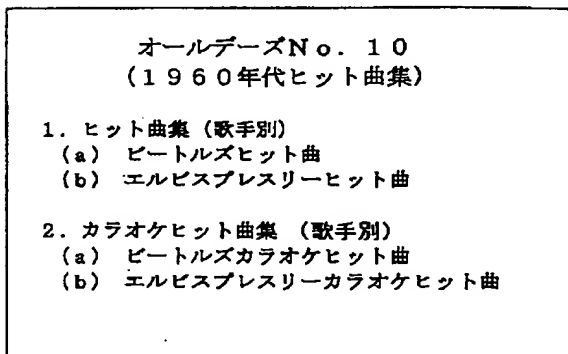 オールデーズNo.10
(1960年代ヒット曲集)
1.ヒット曲集(歌手別)
(a) ビートルズヒット曲
(b) エルビスプレスリーヒット曲
2.カラオケヒット曲集 (歌手別)
(a) ビートルズカラオケヒット曲
(b) エルビスプレスリーカラオケヒット曲